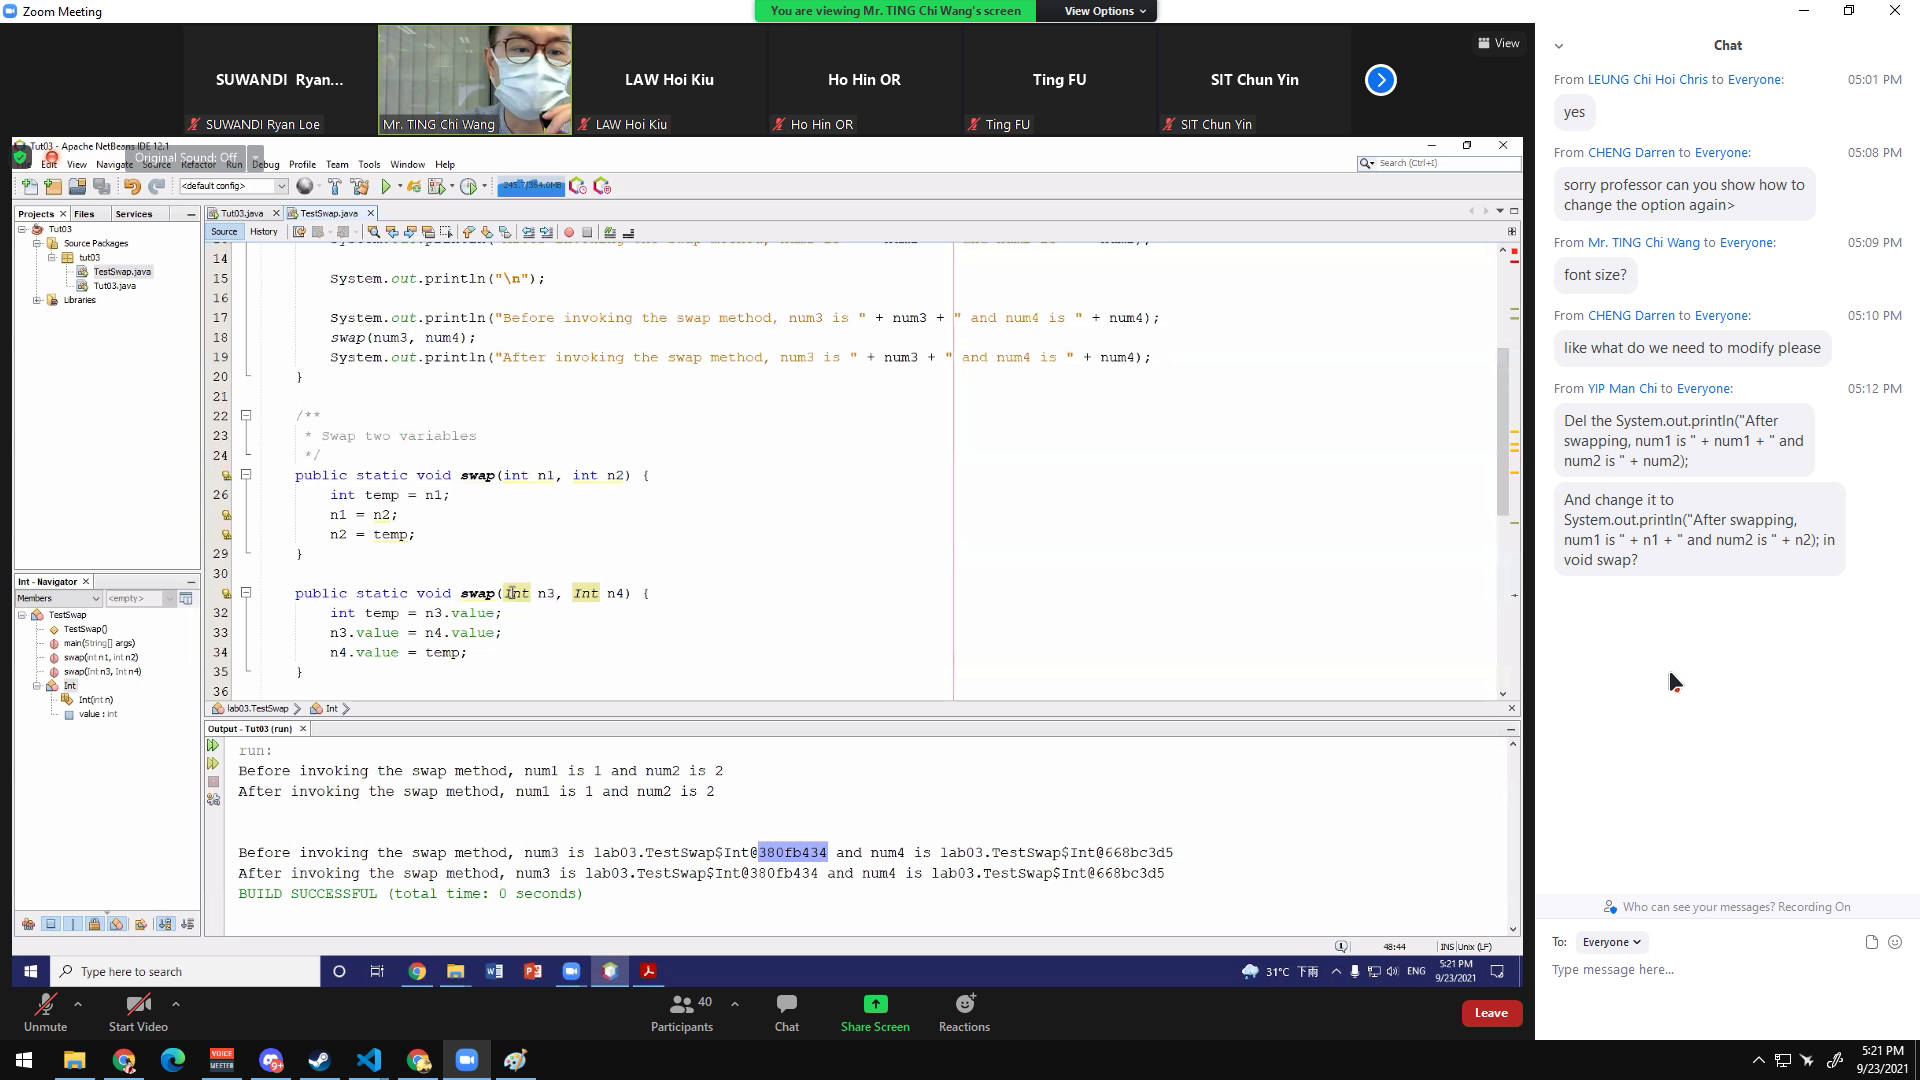 Zoom Meeting
You are viewing Mr. TING Chi Wang's screen
View Options
SUWANDI Ryan...
LAW Hoi Kiu
Ho Hin OR
Ting FU
SIT Chun Yin
View
SUWANDI Ryan Loe
Mr. TING Chi Wang
LAW Hoi Kiu
Ho Hin OR
Ting FU
SIT Chun Yin
Tut03 - Apache NetBeans IDE 12.1
Original Sound: Off
Edit View Navigate Source Refactor Run Debug Profile Team Tools Window Help
Search (Ctrl+I)
<default config>
Projects Files Services
Tut03.java TestSwap.java
Source History
Tut03
Source Packages
tut03
TestSwap.java
Tut03.java
Libraries
14
15 System.out.println("\n");
16
17 System.out.println("Before invoking the swap method, num3 is " + num3 + " and num4 is " + num4);
18 swap(num3, num4);
19 System.out.println("After invoking the swap method, num3 is " + num3 + " and num4 is " + num4);
20 }
21
22 /**
23 * Swap two variables
24 */
public static void swap(int n1, int n2) {
26 int temp = n1;
n1 = n2;
n2 = temp;
29 }
30
public static void swap(Int n3, Int n4) {
32 int temp = n3.value;
33 n3.value = n4.value;
34 n4.value = temp;
35 }
36
Int - Navigator
Members <empty>
TestSwap
TestSwap()
main(String[] args)
swap(int n1, int n2)
swap(Int n3, Int n4)
Int
Int(int n)
value : int
lab03.TestSwap Int
Output - Tut03 (run)
run:
Before invoking the swap method, num1 is 1 and num2 is 2
After invoking the swap method, num1 is 1 and num2 is 2
Before invoking the swap method, num3 is lab03.TestSwap$Int@380fb434 and num4 is lab03.TestSwap$Int@668bc3d5
After invoking the swap method, num3 is lab03.TestSwap$Int@380fb434 and num4 is lab03.TestSwap$Int@668bc3d5
BUILD SUCCESSFUL (total time: 0 seconds)
48:44 INS Unix (LF)
Type here to search
31°C 下雨
ENG
5:21 PM
9/23/2021
Unmute
Start Video
40
Participants
Chat
Share Screen
Reactions
Leave
Chat
From LEUNG Chi Hoi Chris to Everyone: 05:01 PM
yes
From CHENG Darren to Everyone: 05:08 PM
sorry professor can you show how to
change the option again>
From Mr. TING Chi Wang to Everyone: 05:09 PM
font size?
From CHENG Darren to Everyone: 05:10 PM
like what do we need to modify please
From YIP Man Chi to Everyone: 05:12 PM
Del the System.out.println("After
swapping, num1 is " + num1 + " and
num2 is " + num2);
And change it to
System.out.println("After swapping,
num1 is " + n1 + " and num2 is " + n2); in
void swap?
Who can see your messages? Recording On
To: Everyone
Type message here...
VOICE
MEETER
9+
5:21 PM
9/23/2021